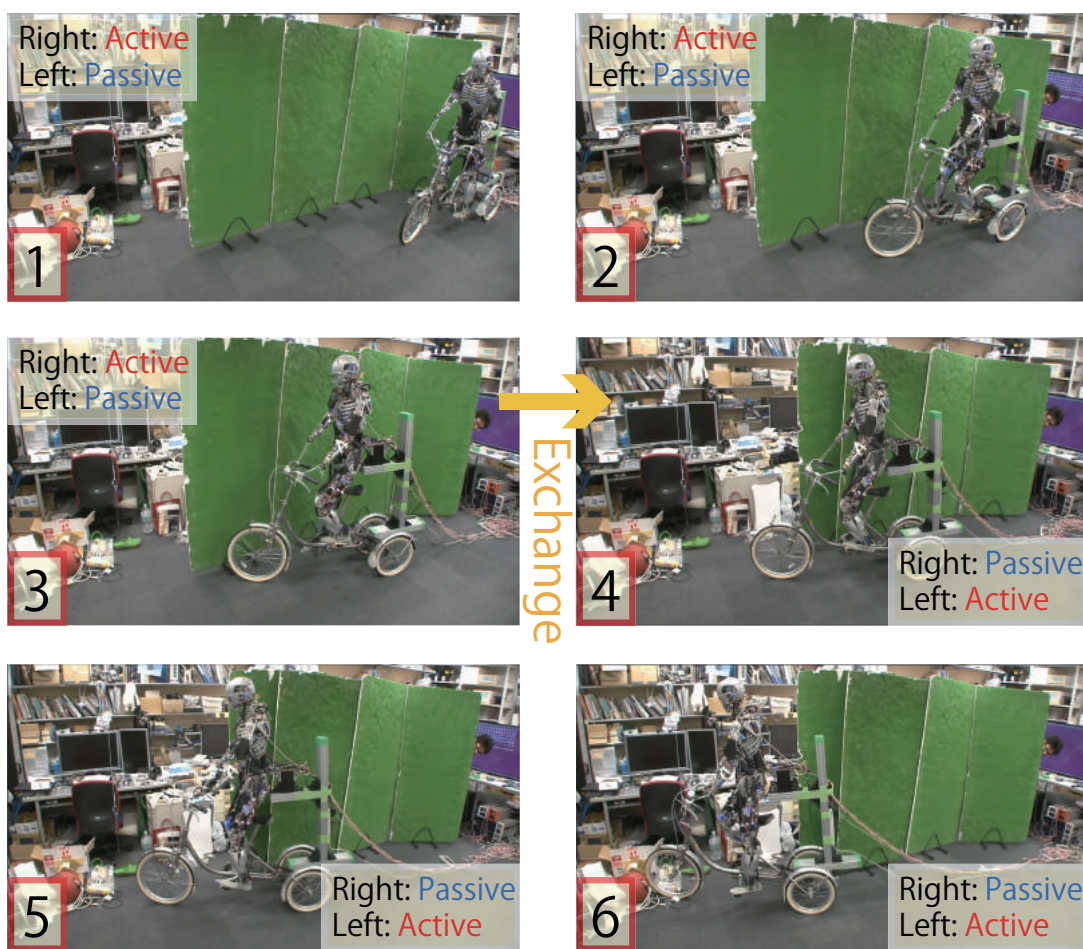 Right: Active
Left: Passive
1
Right: Active
Left: Passive
2
Right: Active
Left: Passive
3
Exchange
Right: Passive
Left: Active
4
Right: Passive
Left: Active
5
Right: Passive
Left: Active
6